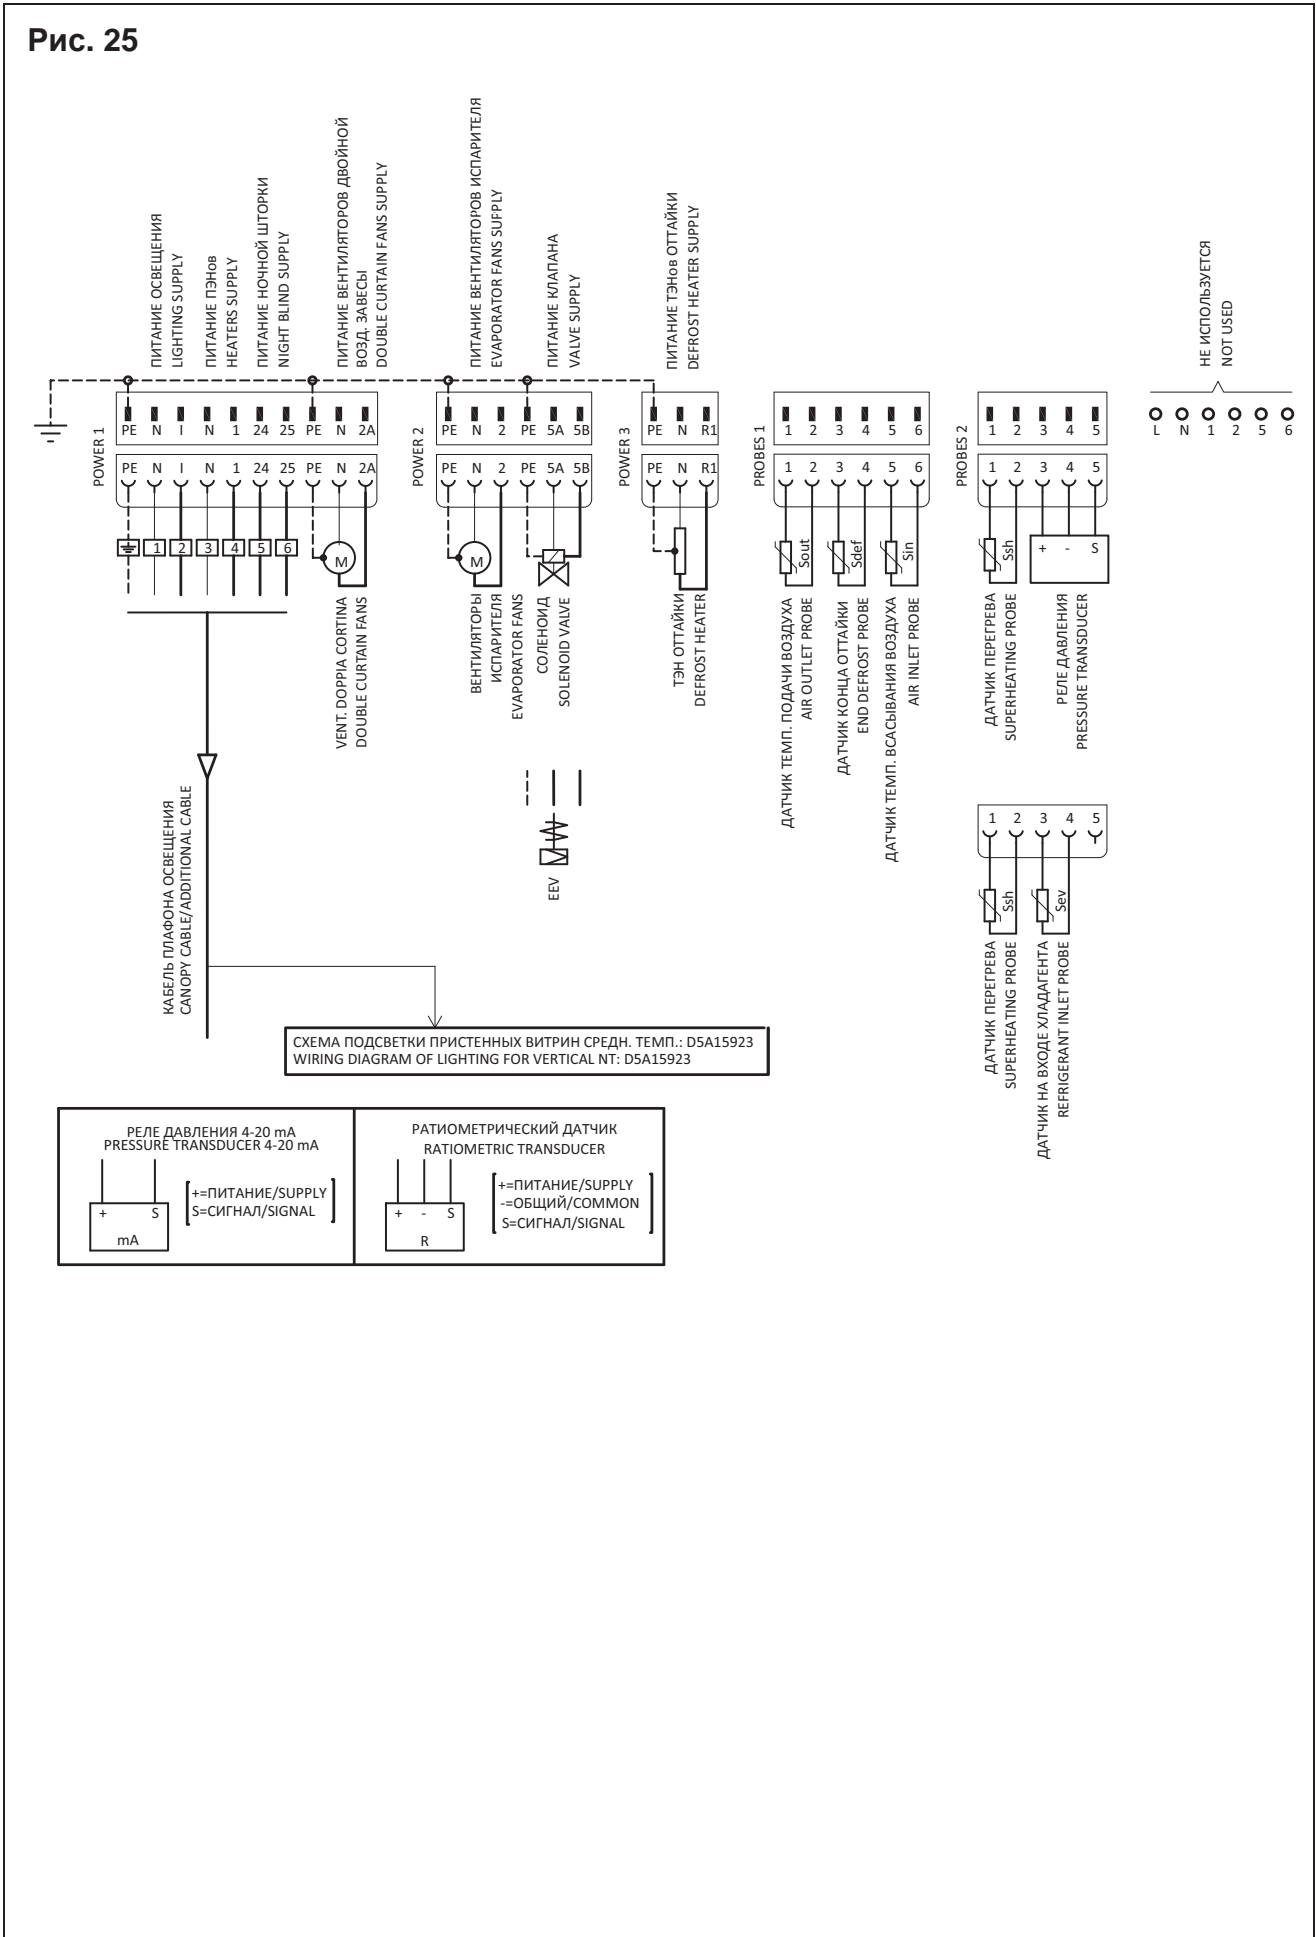 Рис. 25
ПИТАНИЕ ОСВЕЩЕНИЯ
LIGHTING SUPPLY
ПИТАНИЕ ПЭНов
HEATERS SUPPLY
ПИТАНИЕ НОЧНОЙ ШТОРКИ
NIGHT BLIND SUPPLY
ПИТАНИЕ ВЕНТИЛЯТОРОВ ДВОЙНОЙ
ВОЗД. ЗАВЕСЫ
DOUBLE CURTAIN FANS SUPPLY
ПИТАНИЕ ВЕНТИЛЯТОРОВ ИСПАРИТЕЛЯ
EVAPORATOR FANS SUPPLY
ПИТАНИЕ КЛАПАНА
VALVE SUPPLY
ПИТАНИЕ ТЭНов ОТТАЙКИ
DEFROST HEATER SUPPLY
НЕ ИСПОЛЬЗУЕТСЯ
NOT USED
POWER 1
PE N I N 1 24 25 PE N 2A
PE N I N 1 24 25 PE N 2A
1 2 3 4 5 6
M
POWER 2
PE N 2 PE 5A 5B
PE N 2 PE 5A 5B
M
POWER 3
PE N R1
PE N R1
PROBES 1
1 2 3 4 5 6
1 2 3 4 5 6
Sout
Sdef
Sin
PROBES 2
1 2 3 4 5
1 2 3 4 5
Ssh
+ - S
L N 1 2 5 6
VENT. DOPPIA CORTINA
DOUBLE CURTAIN FANS
ВЕНТИЛЯТОРЫ
ИСПАРИТЕЛЯ
EVAPORATOR FANS
СОЛЕНОИД
SOLENOID VALVE
ТЭН ОТТАЙКИ
DEFROST HEATER
ДАТЧИК ТЕМП. ПОДАЧИ ВОЗДУХА
AIR OUTLET PROBE
ДАТЧИК КОНЦА ОТТАЙКИ
END DEFROST PROBE
ДАТЧИК ТЕМП. ВСАСЫВАНИЯ ВОЗДУХА
AIR INLET PROBE
ДАТЧИК ПЕРЕГРЕВА
SUPERHEATING PROBE
РЕЛЕ ДАВЛЕНИЯ
PRESSURE TRANSDUCER
EEV
1 2 3 4 5
Ssh
Sev
ДАТЧИК ПЕРЕГРЕВА
SUPERHEATING PROBE
ДАТЧИК НА ВХОДЕ ХЛАДАГЕНТА
REFRIGERANT INLET PROBE
КАБЕЛЬ ПЛАФОНА ОСВЕЩЕНИЯ
CANOPY CABLE/ADDITIONAL CABLE
СХЕМА ПОДСВЕТКИ ПРИСТЕННЫХ ВИТРИН СРЕДН. ТЕМП.: D5A15923
WIRING DIAGRAM OF LIGHTING FOR VERTICAL NT: D5A15923
РЕЛЕ ДАВЛЕНИЯ 4-20 mA
PRESSURE TRANSDUCER 4-20 mA
+ S
mA
+=ПИТАНИЕ/SUPPLY
S=СИГНАЛ/SIGNAL
РАТИОМЕТРИЧЕСКИЙ ДАТЧИК
RATIOMETRIC TRANSDUCER
+ - S
R
+=ПИТАНИЕ/SUPPLY
-=ОБЩИЙ/COMMON
S=СИГНАЛ/SIGNAL